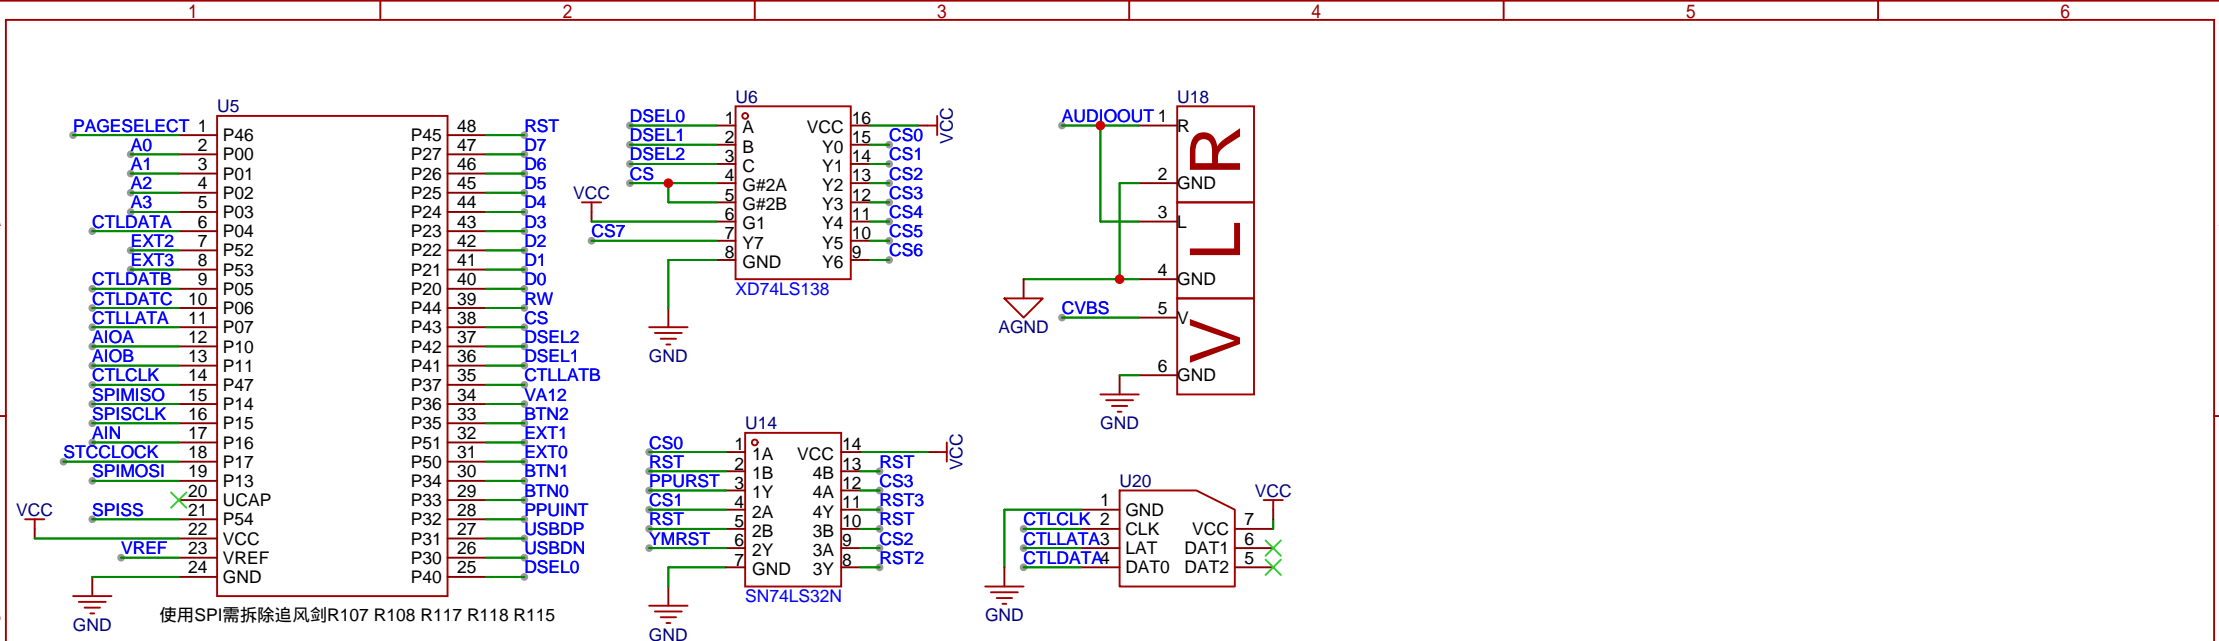 1 2 3 4 5 6
U5
PAGESELECT 1 P46 P45 48 RST
A0 2 P00 P27 47 D7
A1 3 P01 P26 46 D6
A2 4 P02 P25 45 D5
A3 5 P03 P24 44 D4
CTLDATA 6 P04 P23 43 D3
EXT2 7 P52 P22 42 D2
EXT3 8 P53 P21 41 D1
CTLDATB 9 P05 P20 40 D0
CTLDATC 10 P06 P44 39 RW
CTLLATA 11 P07 P43 38 CS
AIOA 12 P10 P42 37 DSEL2
AIOB 13 P11 P41 36 DSEL1
CTLCLK 14 P47 P37 35 CTLLATB
SPIMISO 15 P14 P36 34 VA12
SPISCLK 16 P15 P35 33 BTN2
AIN 17 P16 P51 32 EXT1
STCCLOCK 18 P17 P50 31 EXT0
SPIMOSI 19 P13 P34 30 BTN1
20 UCAP P33 29 BTN0
SPISS 21 P54 P32 28 PPUINT
VCC 22 VCC P31 27 USBDP
VREF 23 VREF P30 26 USBDN
24 GND P40 25 DSEL0
GND
使用SPI需拆除追风剑R107 R108 R117 R118 R115
U6
DSEL0 1 A VCC 16 VCC
DSEL1 2 B Y0 15 CS0
DSEL2 3 C Y1 14 CS1
CS 4 G#2A Y2 13 CS2
5 G#2B Y3 12 CS3
VCC 6 G1 Y4 11 CS4
CS7 7 Y7 Y5 10 CS5
8 GND Y6 9 CS6
XD74LS138
GND
U14
CS0 1 1A VCC 14 VCC
RST 2 1B 4B 13 RST
PPURST 3 1Y 4A 12 CS3
CS1 4 2A 4Y 11 RST3
RST 5 2B 3B 10 RST
YMRST 6 2Y 3A 9 CS2
7 GND 3Y 8 RST2
SN74LS32N
GND
U18
AUDIOOUT 1 R
R
2 GND
3 L
L
4 GND
AGND
CVBS 5 V
V
6 GND
GND
U20
1 GND VCC
CTLCLK 2 CLK VCC 7
CTLLATA 3 LAT DAT1 6
CTLDATA 4 DAT0 DAT2 5
GND